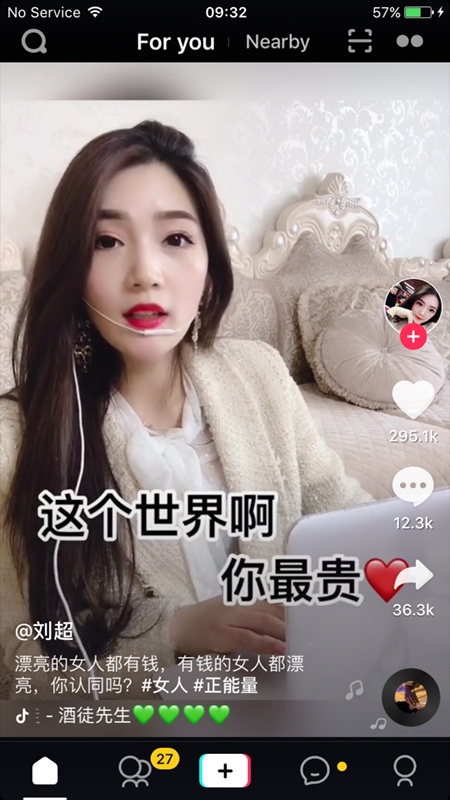 No Service
09:32
57%
For you
Nearby
295.1k
12.3k
36.3k
这个世界啊
你最贵
@刘超
漂亮的女人都有钱，有钱的女人都漂
亮，你认同吗？#女人 #正能量
- 酒徒先生💚💚💚💚
27